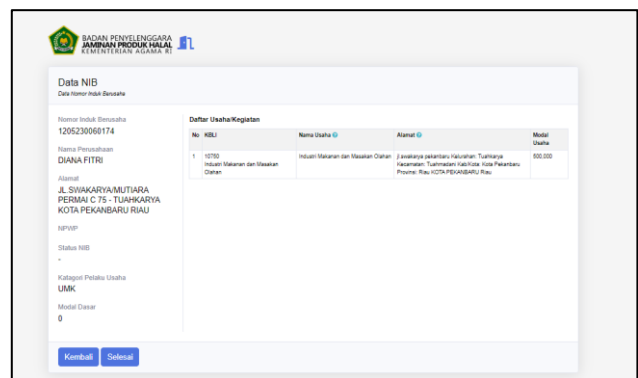 BADAN PENYELENGGARA
JAMINAN PRODUK HALAL
KEMENTERIAN AGAMA RI
Data NIB
Data Nomor Induk Berusaha
Nomor Induk Berusaha
1205230060174
Nama Perusahaan
DIANA FITRI
Alamat
JL.SWAKARYA/MUTIARA
PERMAI C 75 - TUAHKARYA
KOTA PEKANBARU RIAU
NPWP
Status NIB
-
Katagori Pelaku Usaha
UMK
Modal Dasar
0
Daftar Usaha/Kegiatan
No KBLI Nama Usaha Alamat Modal Usaha
1 10750 Industri Makanan dan Masakan Olahan jl.swakarya pekanbaru Kelurahan: Tuahkarya 500,000
Industri Makanan dan Masakan Kecamatan: Tuahmadani Kab/Kota: Kota Pekanbaru
Olahan Provinsi: Riau KOTA PEKANBARU Riau
Kembali Selesai